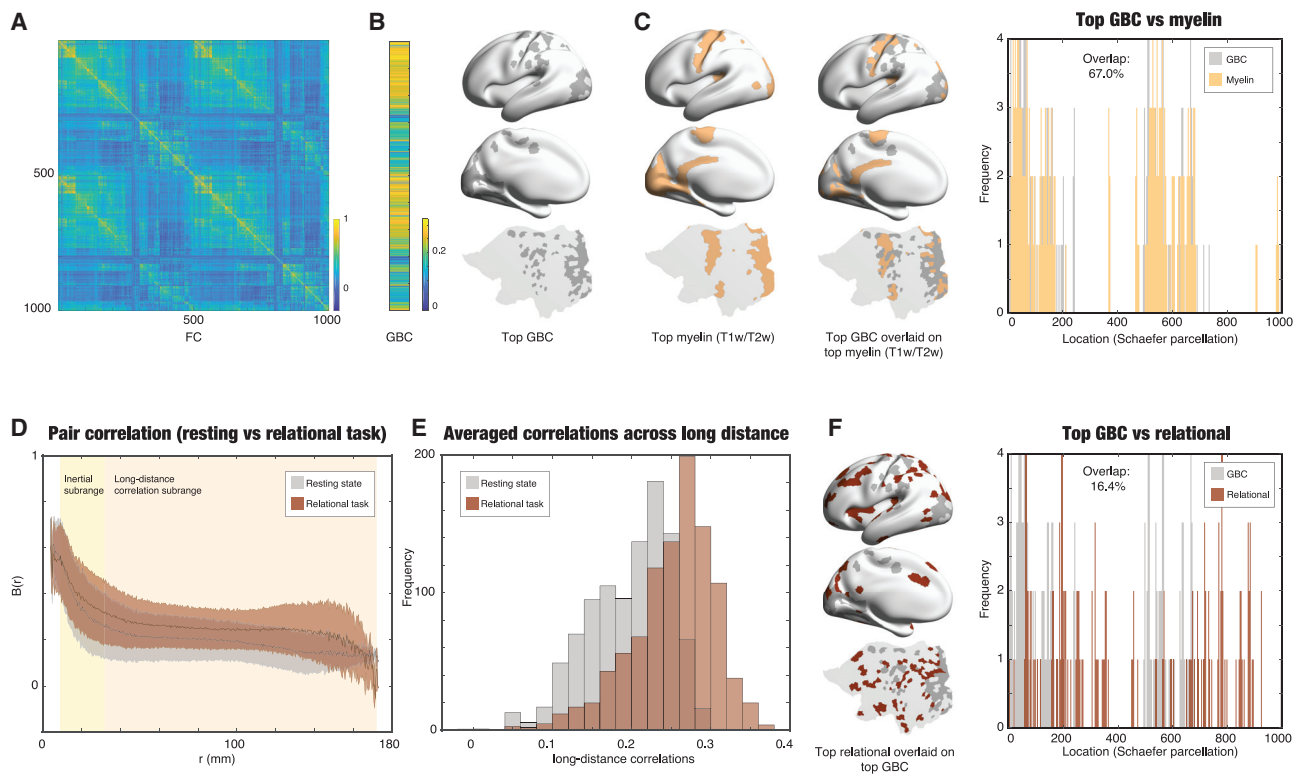 A
500
1000
500
1000
FC
1
0
B
GBC
0.2
0
Top GBC
C
Top myelin (T1w/T2w)
Top GBC overlaid on
top myelin (T1w/T2w)
Top GBC vs myelin
Overlap:
67.0%
GBC
Myelin
Frequency
4
3
2
1
0
0
200
400
600
800
1000
Location (Schaefer parcellation)
D
Pair correlation (resting vs relational task)
Inertial
subrange
Long-distance
correlation subrange
Resting state
Relational task
B(r)
1
0
0
100
180
r (mm)
E
Averaged correlations across long distance
Resting state
Relational task
Frequency
200
100
0
0
0.1
0.2
0.3
0.4
long-distance correlations
F
Top relational overlaid on
top GBC
Top GBC vs relational
Overlap:
16.4%
GBC
Relational
Frequency
4
3
2
1
0
0
200
400
600
800
1000
Location (Schaefer parcellation)